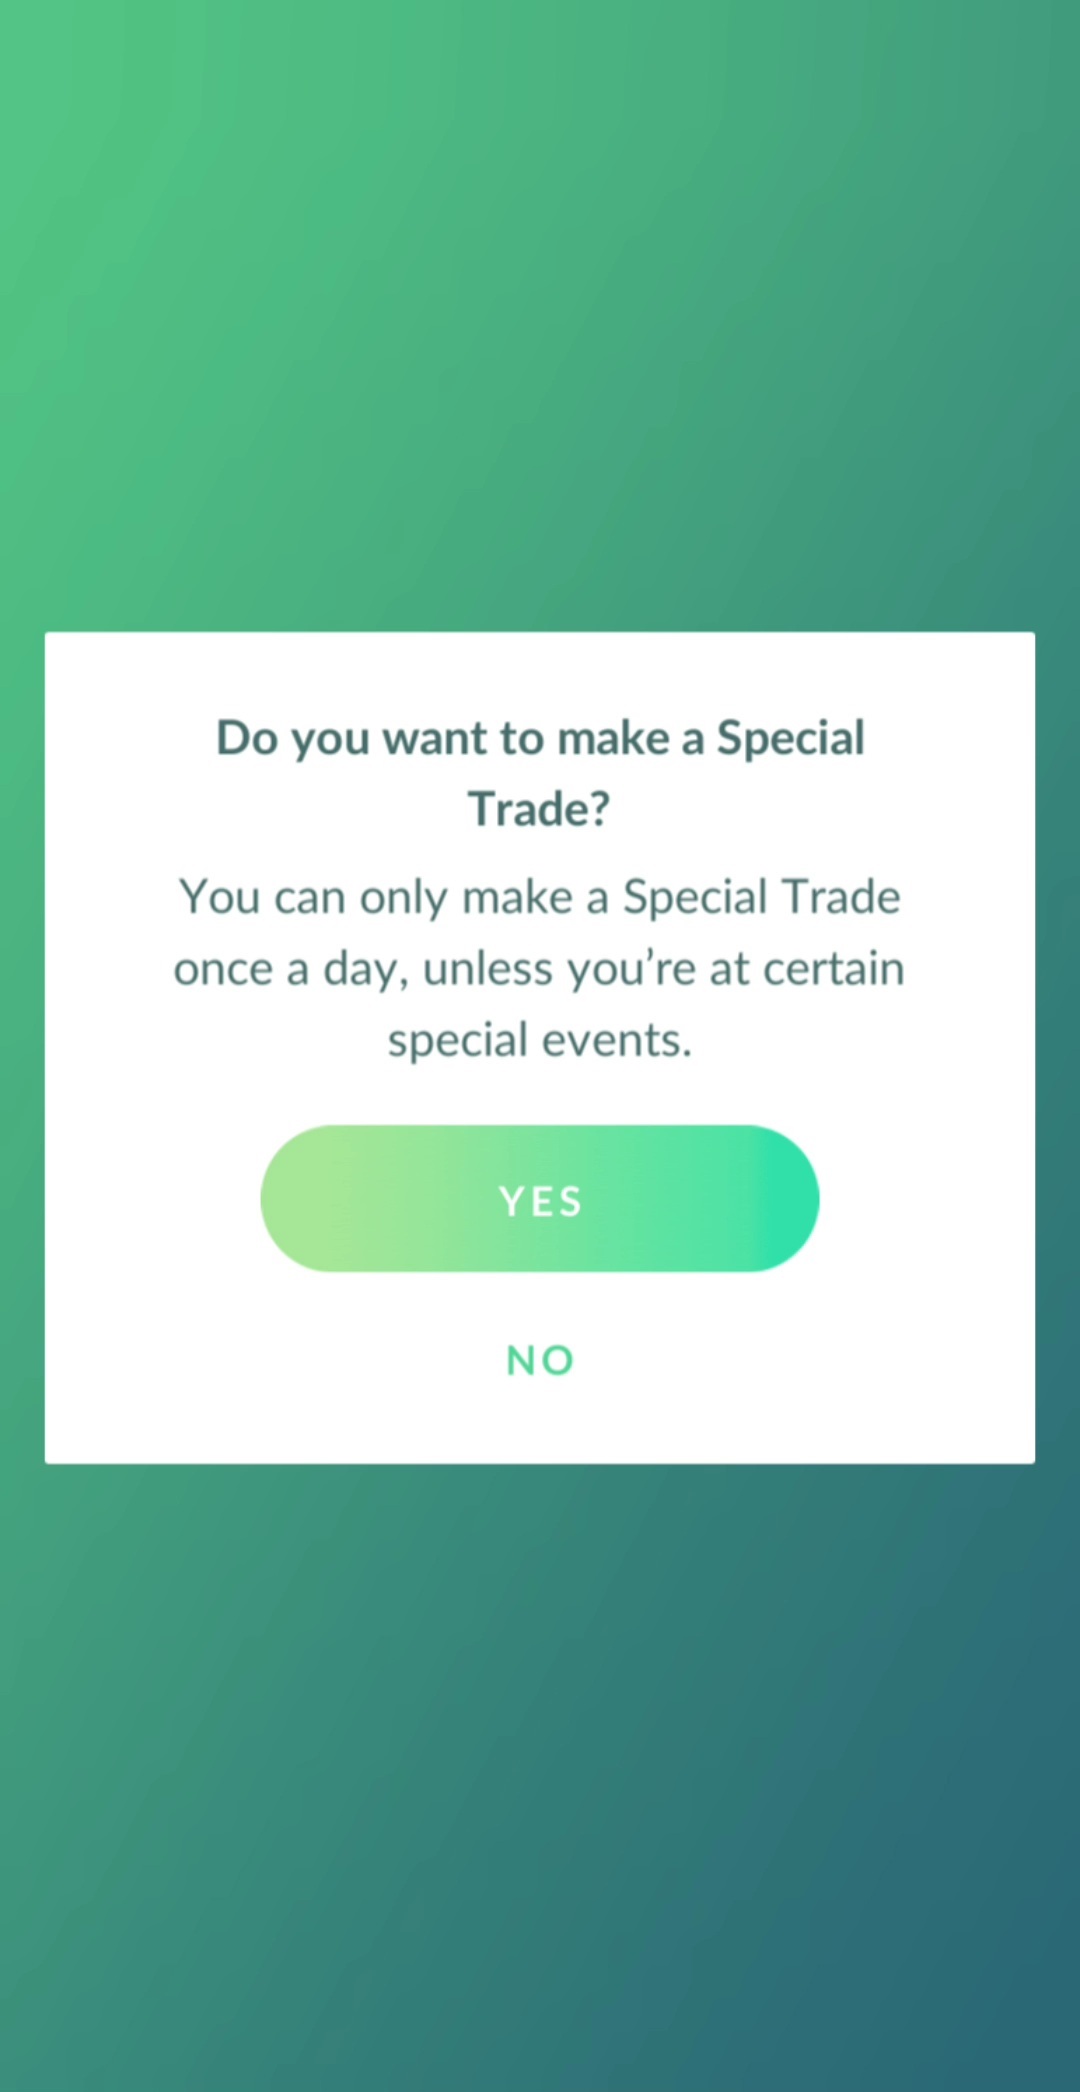 Do you want to make a Special
Trade?
You can only make a Special Trade
once a day, unless you’re at certain
special events.
YES
NO